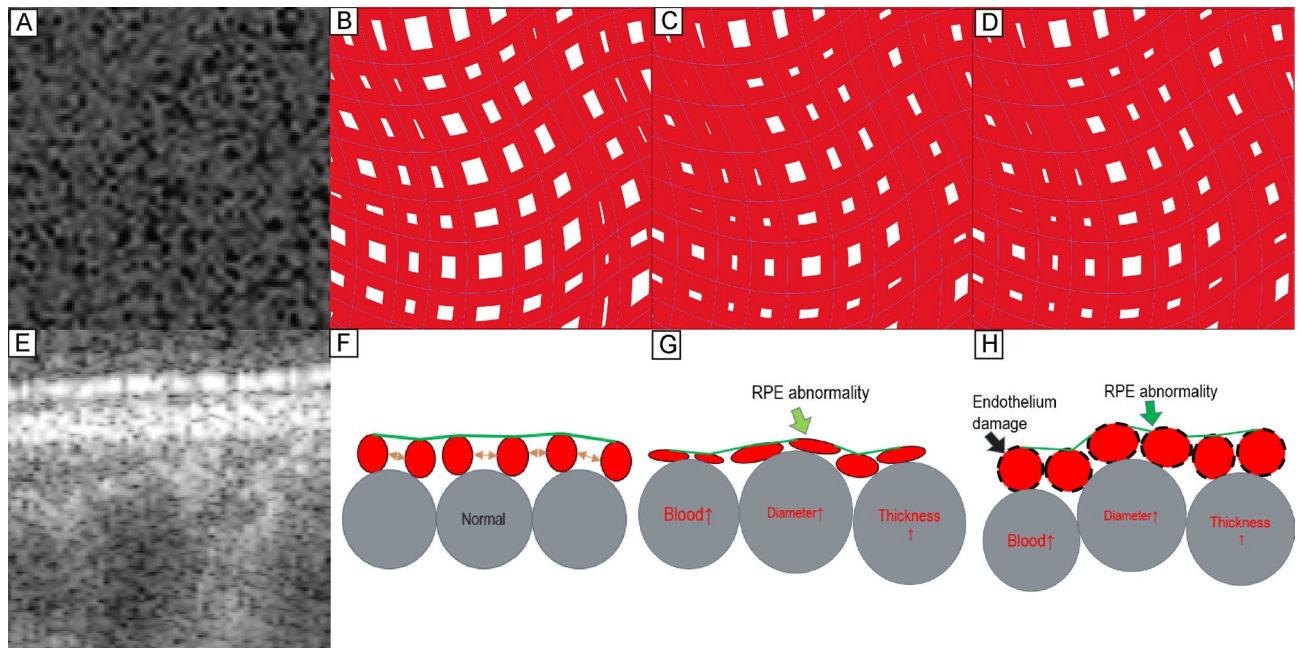 A
B
C
D
E
F
G
H
Normal
RPE abnormality
Blood↑
Diameter↑
Thickness
↑
Endothelium
damage
RPE abnormality
Blood↑
Diameter↑
Thickness
↑